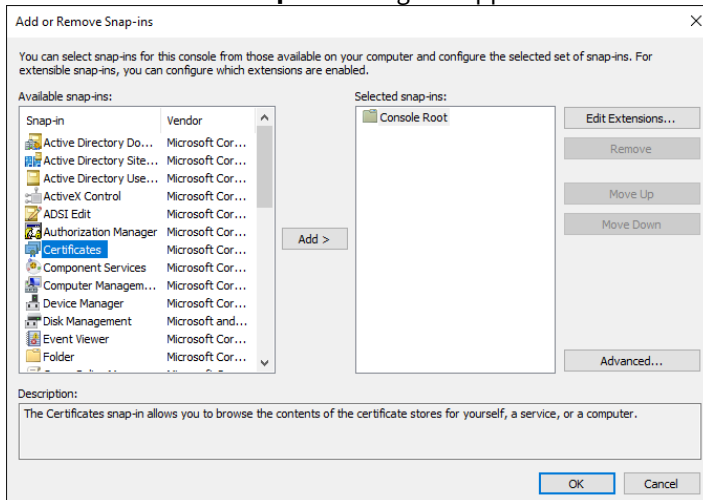 Add or Remove Snap-ins
You can select snap-ins for this console from those available on your computer and configure the selected set of snap-ins. For
extensible snap-ins, you can configure which extensions are enabled.
Available snap-ins:
Selected snap-ins:
Snap-in Vendor
Active Directory Do... Microsoft Cor...
Active Directory Site... Microsoft Cor...
Active Directory Use... Microsoft Cor...
ActiveX Control Microsoft Cor...
ADSI Edit Microsoft Cor...
Authorization Manager Microsoft Cor...
Certificates Microsoft Cor...
Component Services Microsoft Cor...
Computer Managem... Microsoft Cor...
Device Manager Microsoft Cor...
Disk Management Microsoft and...
Event Viewer Microsoft Cor...
Folder Microsoft Cor...
Add >
Console Root
Edit Extensions...
Remove
Move Up
Move Down
Advanced...
Description:
The Certificates snap-in allows you to browse the contents of the certificate stores for yourself, a service, or a computer.
OK Cancel